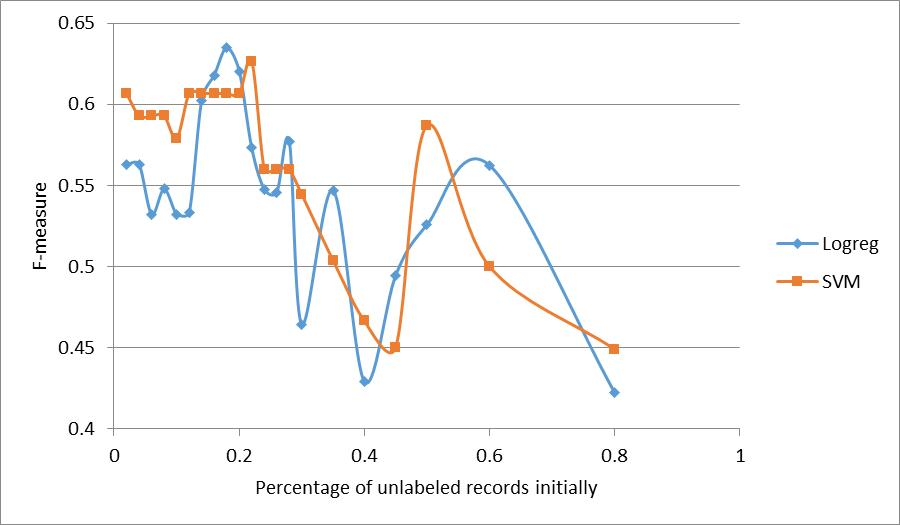 0.65
0.6
0.55
0.5
0.45
0.4
F-measure
0 0.2 0.4 0.6 0.8 1
Percentage of unlabeled records initially
Logreg
SVM